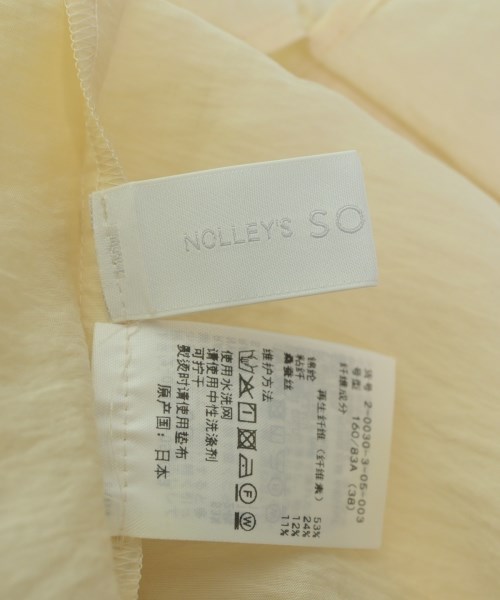 NOLLEY'S SO
货号 2-0030-3-05-003
号型 160/83A (38)
纤维成分
再生纤维 (纤维素) 53%
锦纶 24%
粘纤 12%
桑蚕丝 11%
维护方法
F W
使用水洗网
请使用中性洗涤剂
可拧干
熨烫时请使用垫布
原产国：日本